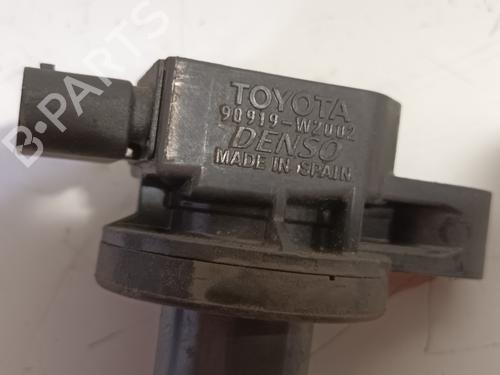 TOYOTA
90919-W2002
DENSO
MADE IN SPAIN
B-Parts